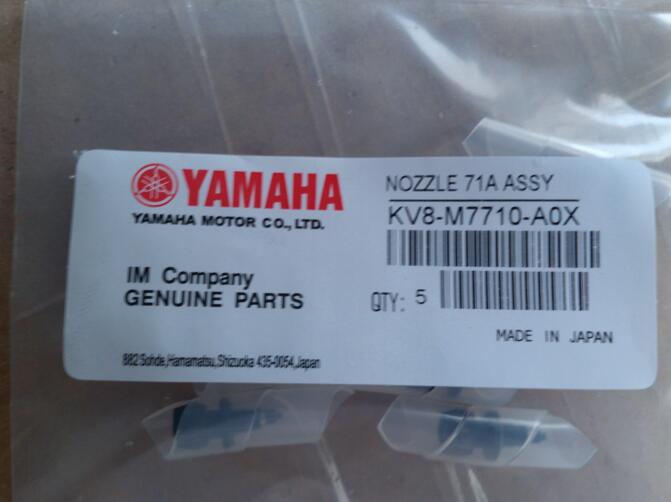 YAMAHA
YAMAHA MOTOR CO., LTD.
IM Company
GENUINE PARTS
882 Sohde,Hamamatsu,Shizuoka 435-0054,Japan
NOZZLE 71A ASSY
KV8-M7710-A0X
QTY: 5
MADE IN JAPAN